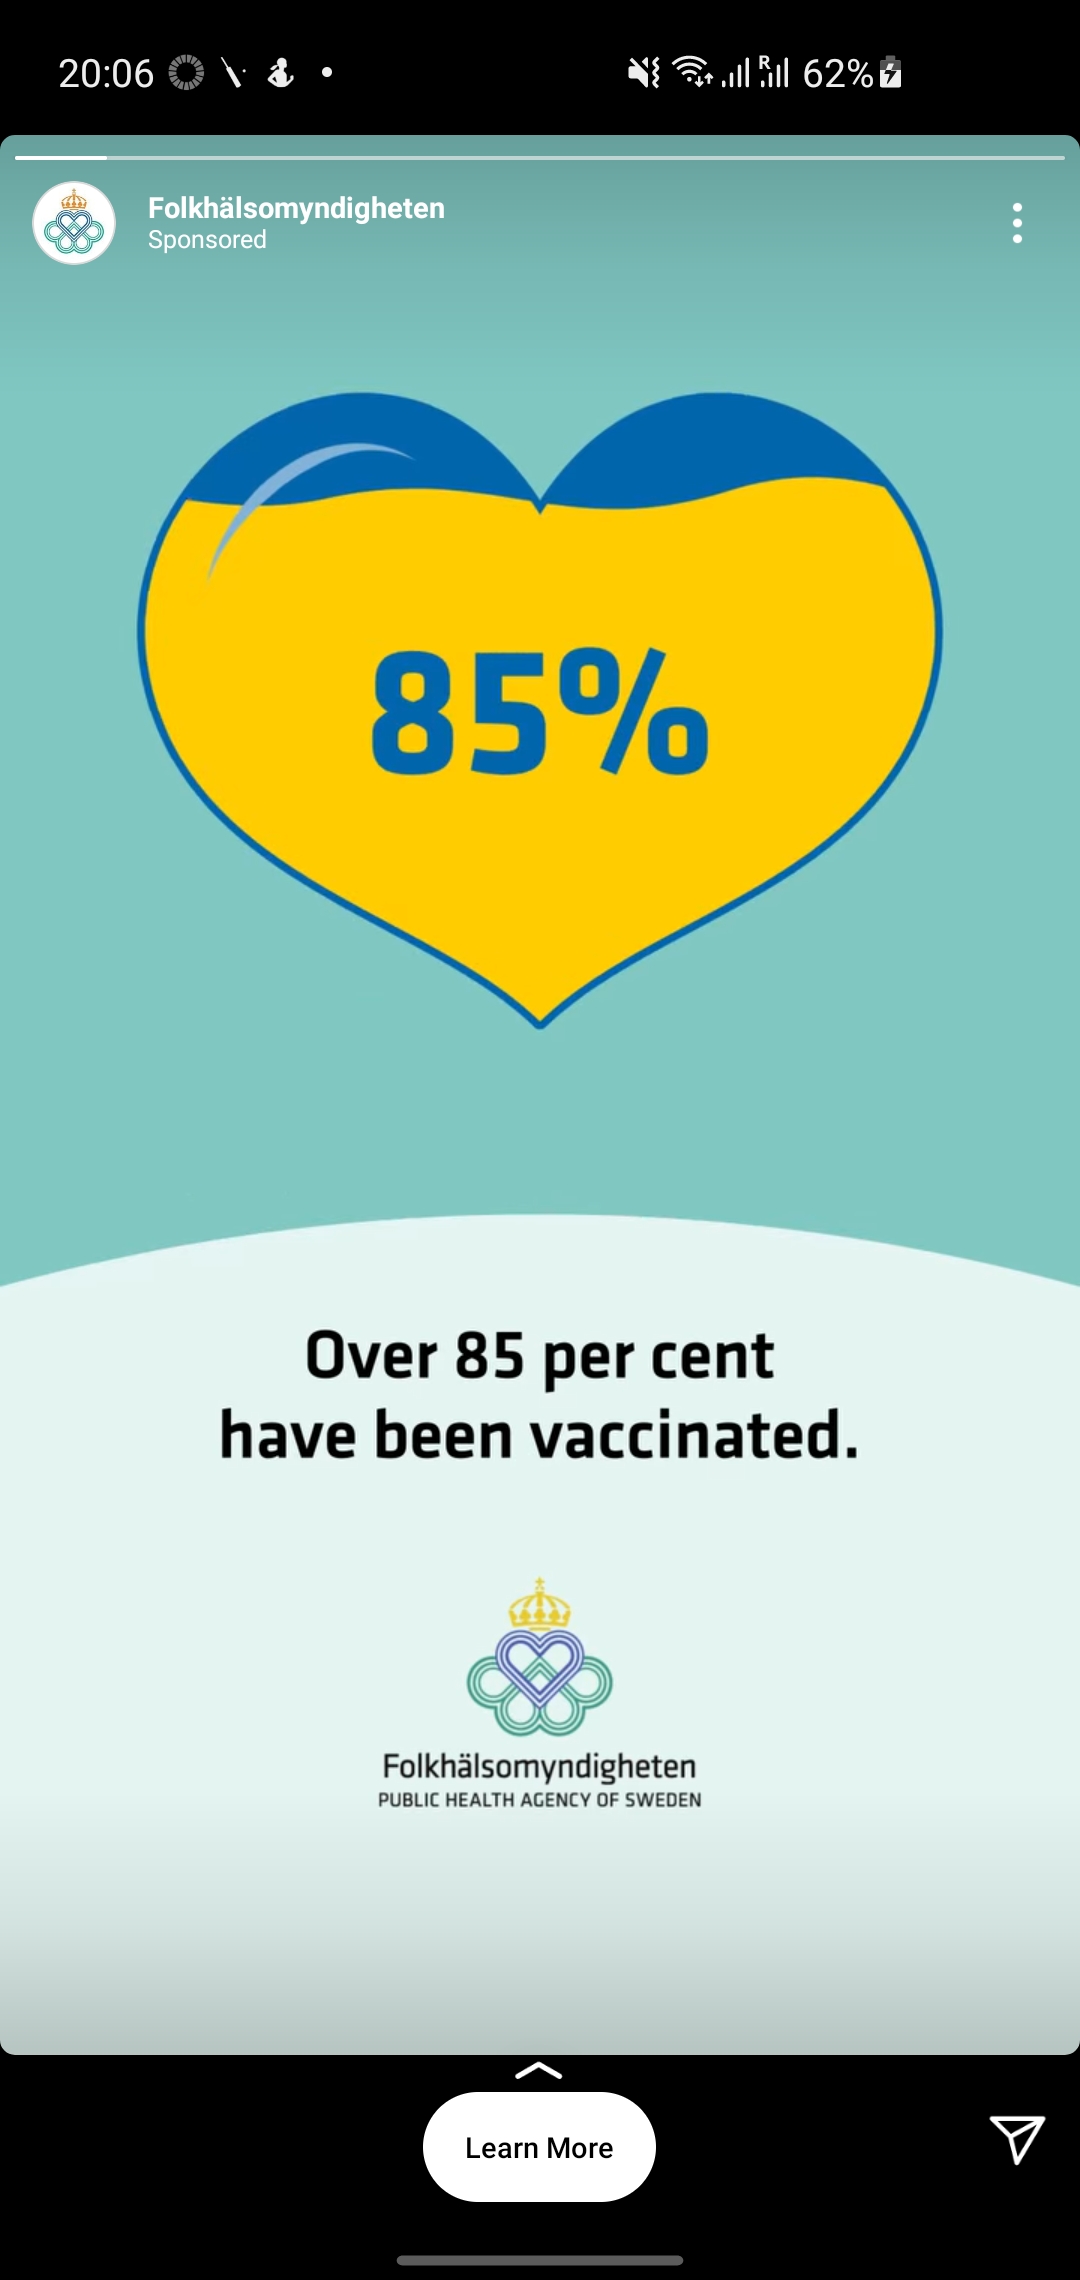 20:06
R
62%
Folkhälsomyndigheten
Sponsored
85%
Over 85 per cent
have been vaccinated.
Folkhälsomyndigheten
PUBLIC HEALTH AGENCY OF SWEDEN
Learn More